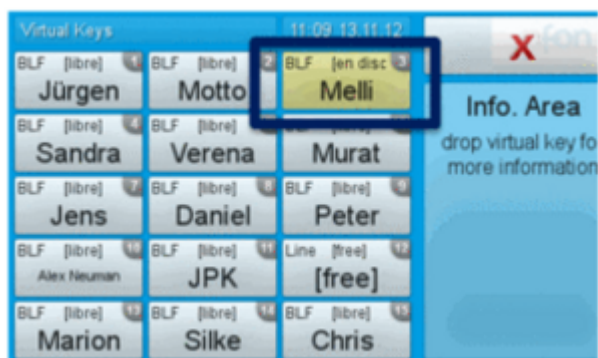 Virtual Keys 11:09 13.11.12
BLF [libre] 1 BLF [libre] 2 BLF [en disc 3
Jürgen Motto Melli
X
Info. Area
drop virtual key fo
more information
BLF [libre] 4 BLF [libre]
Sandra Verena Murat
BLF [libre] 7 BLF [libre] 8 BLF [libre] 9
Jens Daniel Peter
BLF [libre] 10 BLF [libre] 11 Line [free] 12
Alex Neuman JPK [free]
BLF [libre] 13 BLF [libre] 14 BLF [libre] 15
Marion Silke Chris